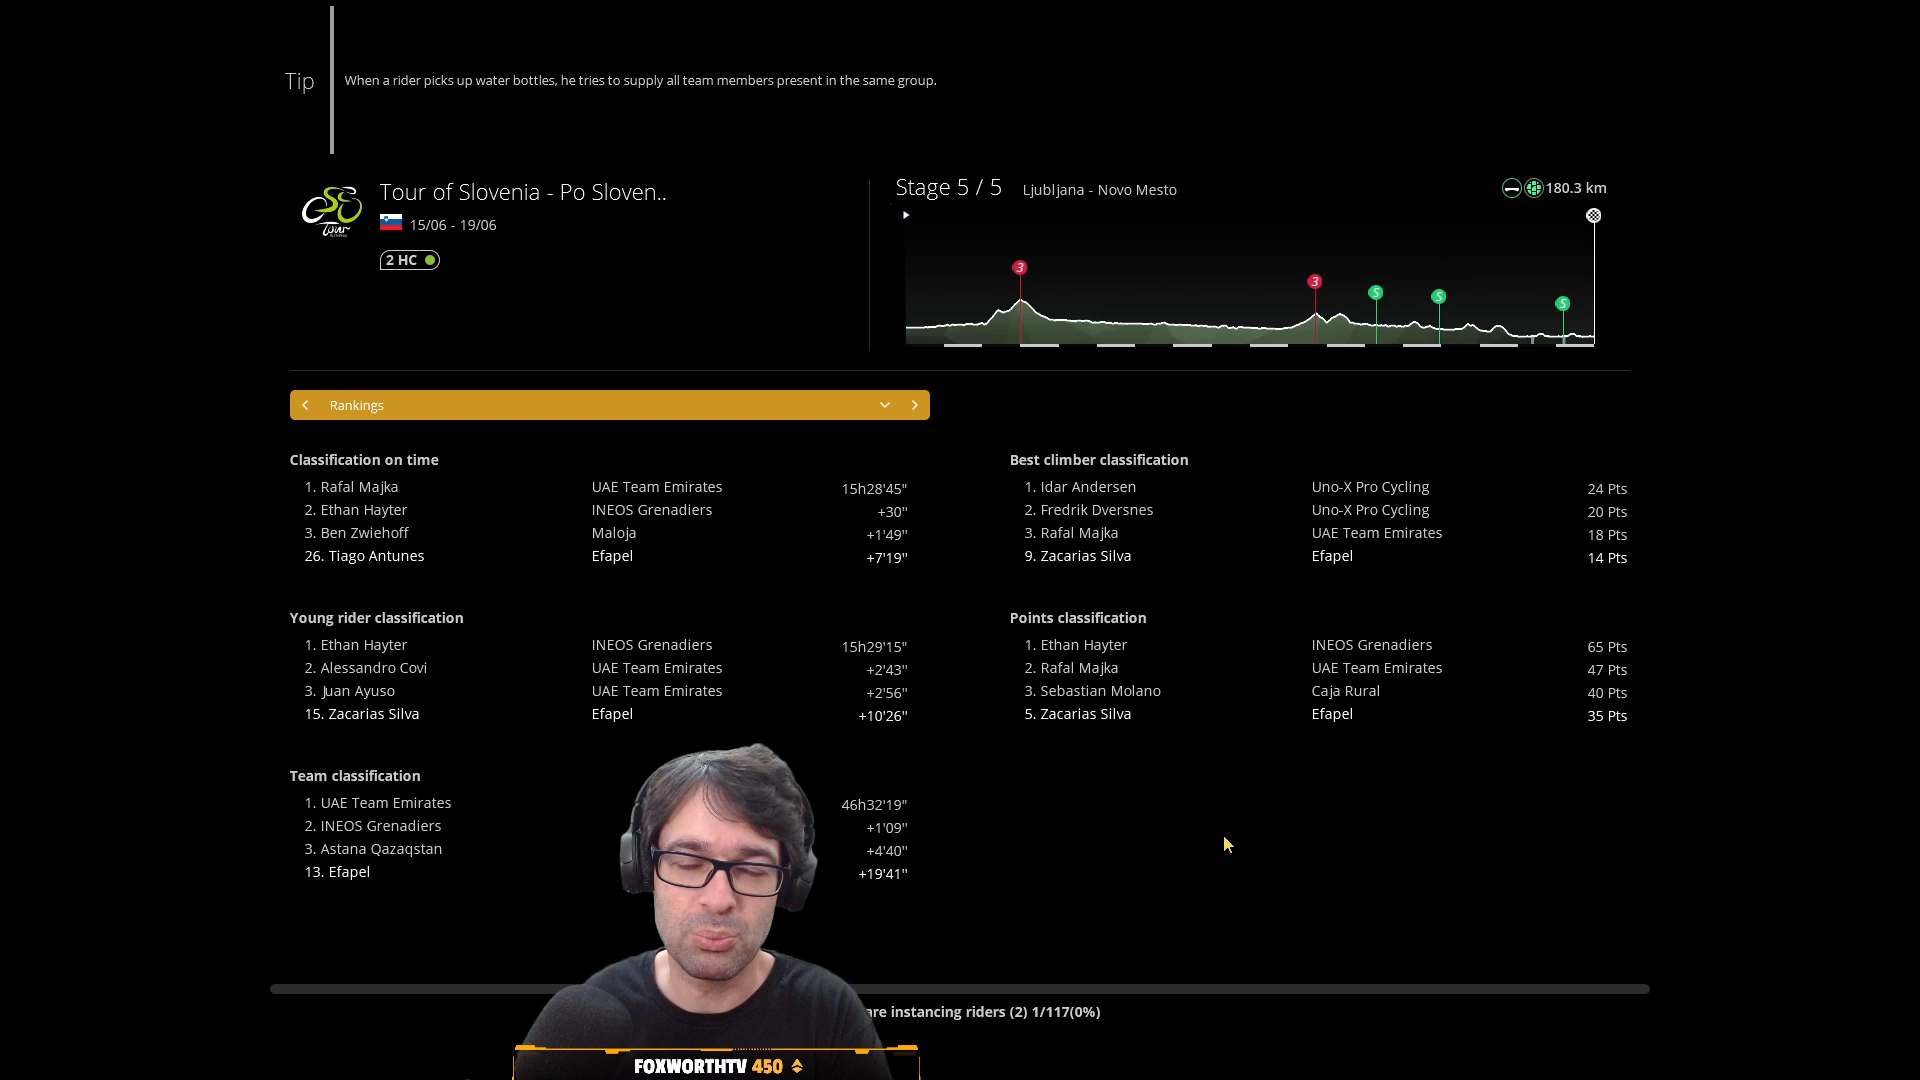 Tip
When a rider picks up water bottles, he tries to supply all team members present in the same group.
Tour of Slovenia - Po Sloven..
15/06 - 19/06
2 HC
Tour
Stage 5 / 5 Ljubljana - Novo Mesto
180.3 km
3
3
S
S
S
Rankings
Classification on time
1. Rafal Majka UAE Team Emirates 15h28'45"
2. Ethan Hayter INEOS Grenadiers +30"
3. Ben Zwiehoff Maloja +1'49"
26. Tiago Antunes Efapel +7'19"
Best climber classification
1. Idar Andersen Uno-X Pro Cycling 24 Pts
2. Fredrik Dversnes Uno-X Pro Cycling 20 Pts
3. Rafal Majka UAE Team Emirates 18 Pts
9. Zacarias Silva Efapel 14 Pts
Young rider classification
1. Ethan Hayter INEOS Grenadiers 15h29'15"
2. Alessandro Covi UAE Team Emirates +2'43"
3. Juan Ayuso UAE Team Emirates +2'56"
15. Zacarias Silva Efapel +10'26"
Points classification
1. Ethan Hayter INEOS Grenadiers 65 Pts
2. Rafal Majka UAE Team Emirates 47 Pts
3. Sebastian Molano Caja Rural 40 Pts
5. Zacarias Silva Efapel 35 Pts
Team classification
1. UAE Team Emirates 46h32'19"
2. INEOS Grenadiers +1'09"
3. Astana Qazaqstan +4'40"
13. Efapel +19'41"
are instancing riders (2) 1/117(0%)
FOXWORTHTV 450